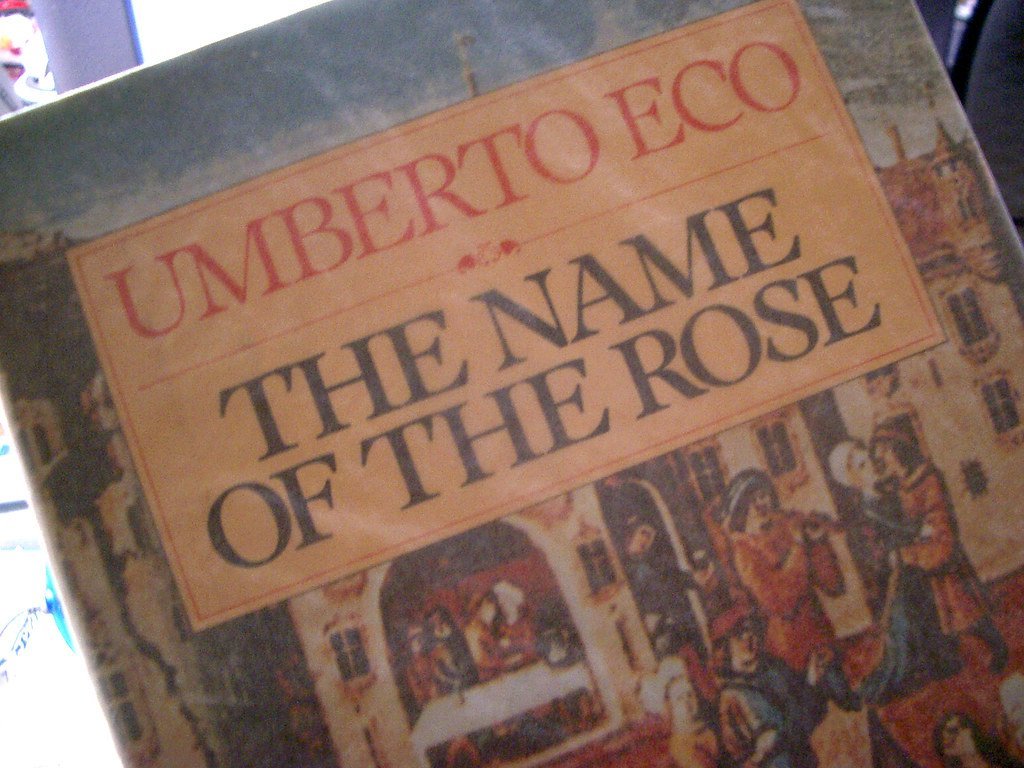 UMBERTO ECO
THE NAME
OF THE ROSE